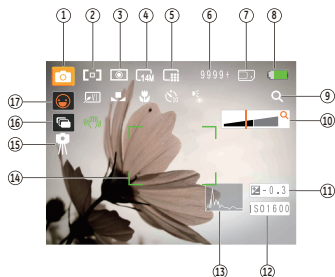 ① ② ③ ④ ⑤ ⑥ ⑦ ⑧
14M 9999+
⑰ ⑨
⑯ ⑩
⑮
⑭ -0.3 ⑪
ISO1600
⑬ ⑫